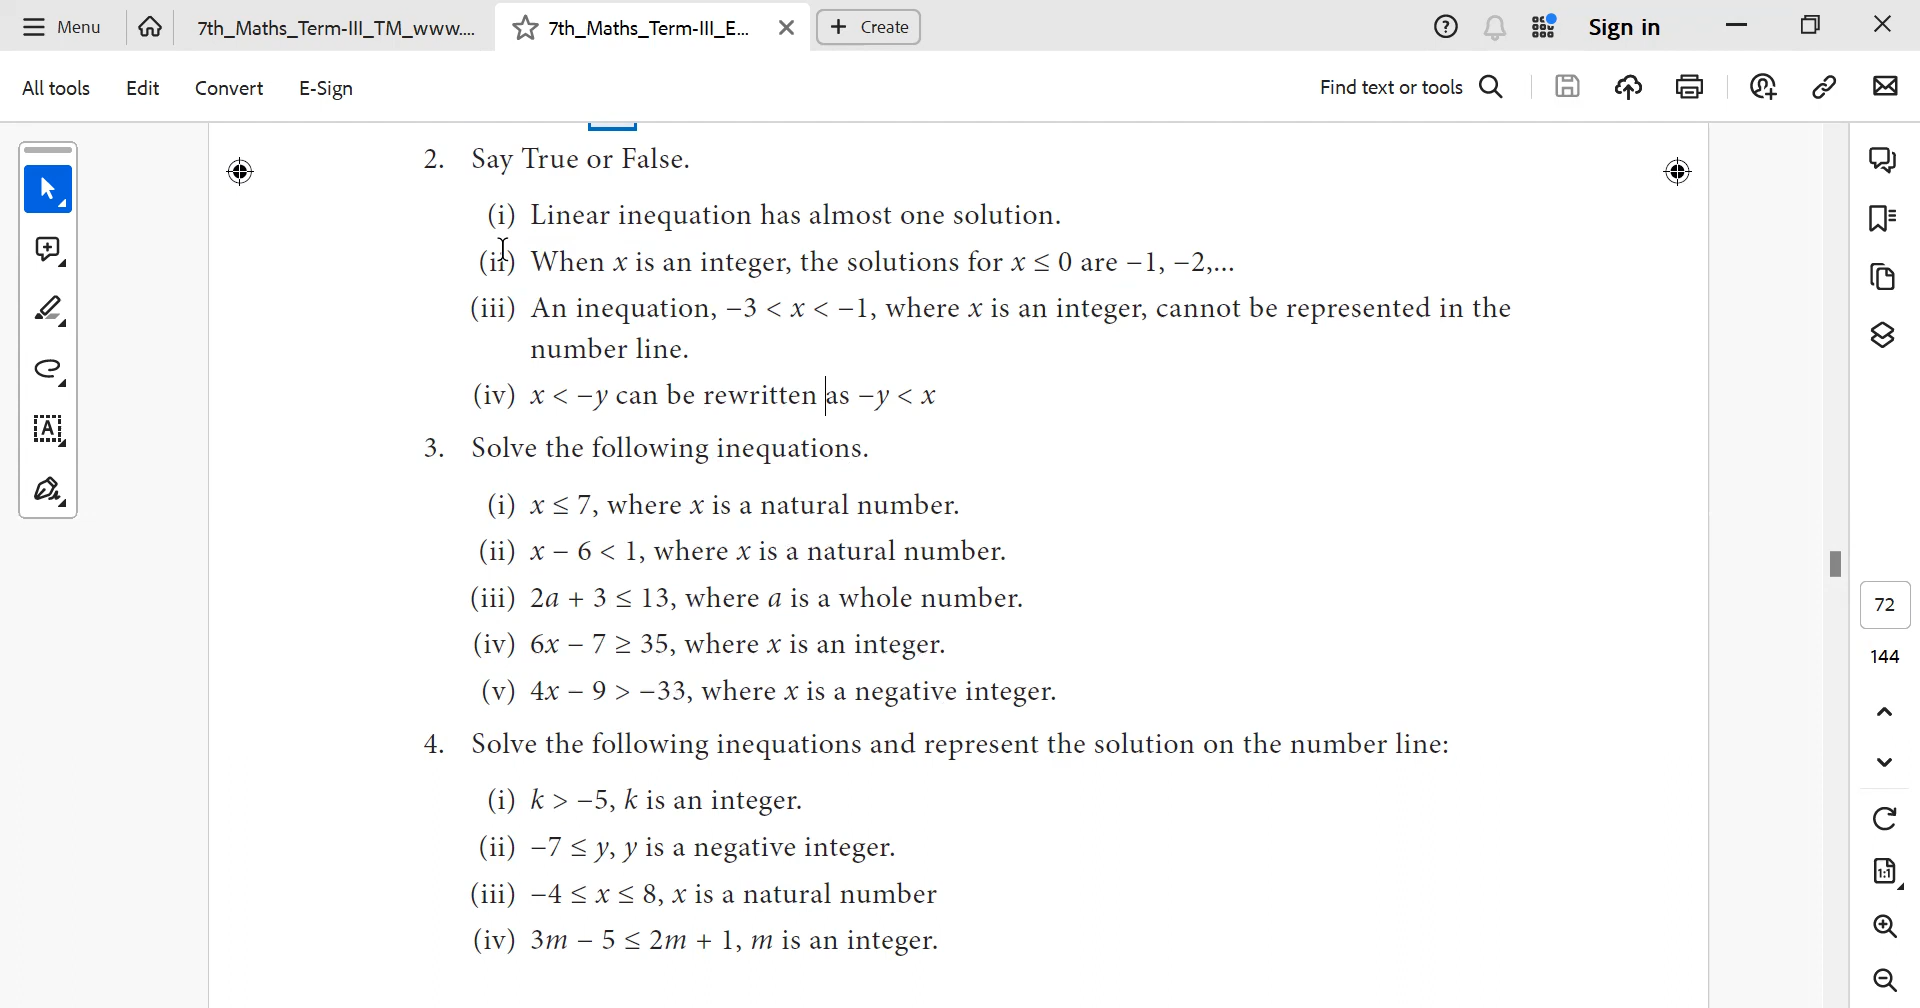 Menu 7th_Maths_Term-III_TM_www.... 7th_Maths_Term-III_E... Create Sign in
All tools Edit Convert E-Sign Find text or tools
2. Say True or False.
(i) Linear inequation has almost one solution.
(ii) When x is an integer, the solutions for x ≤ 0 are −1, −2,...
(iii) An inequation, −3 < x < −1, where x is an integer, cannot be represented in the
number line.
(iv) x < −y can be rewritten as −y < x
3. Solve the following inequations.
(i) x ≤ 7, where x is a natural number.
(ii) x − 6 < 1, where x is a natural number.
(iii) 2a + 3 ≤ 13, where a is a whole number.
(iv) 6x − 7 ≥ 35, where x is an integer.
(v) 4x − 9 > −33, where x is a negative integer.
4. Solve the following inequations and represent the solution on the number line:
(i) k > −5, k is an integer.
(ii) −7 ≤ y, y is a negative integer.
(iii) −4 ≤ x ≤ 8, x is a natural number
(iv) 3m − 5 ≤ 2m + 1, m is an integer.
72
144